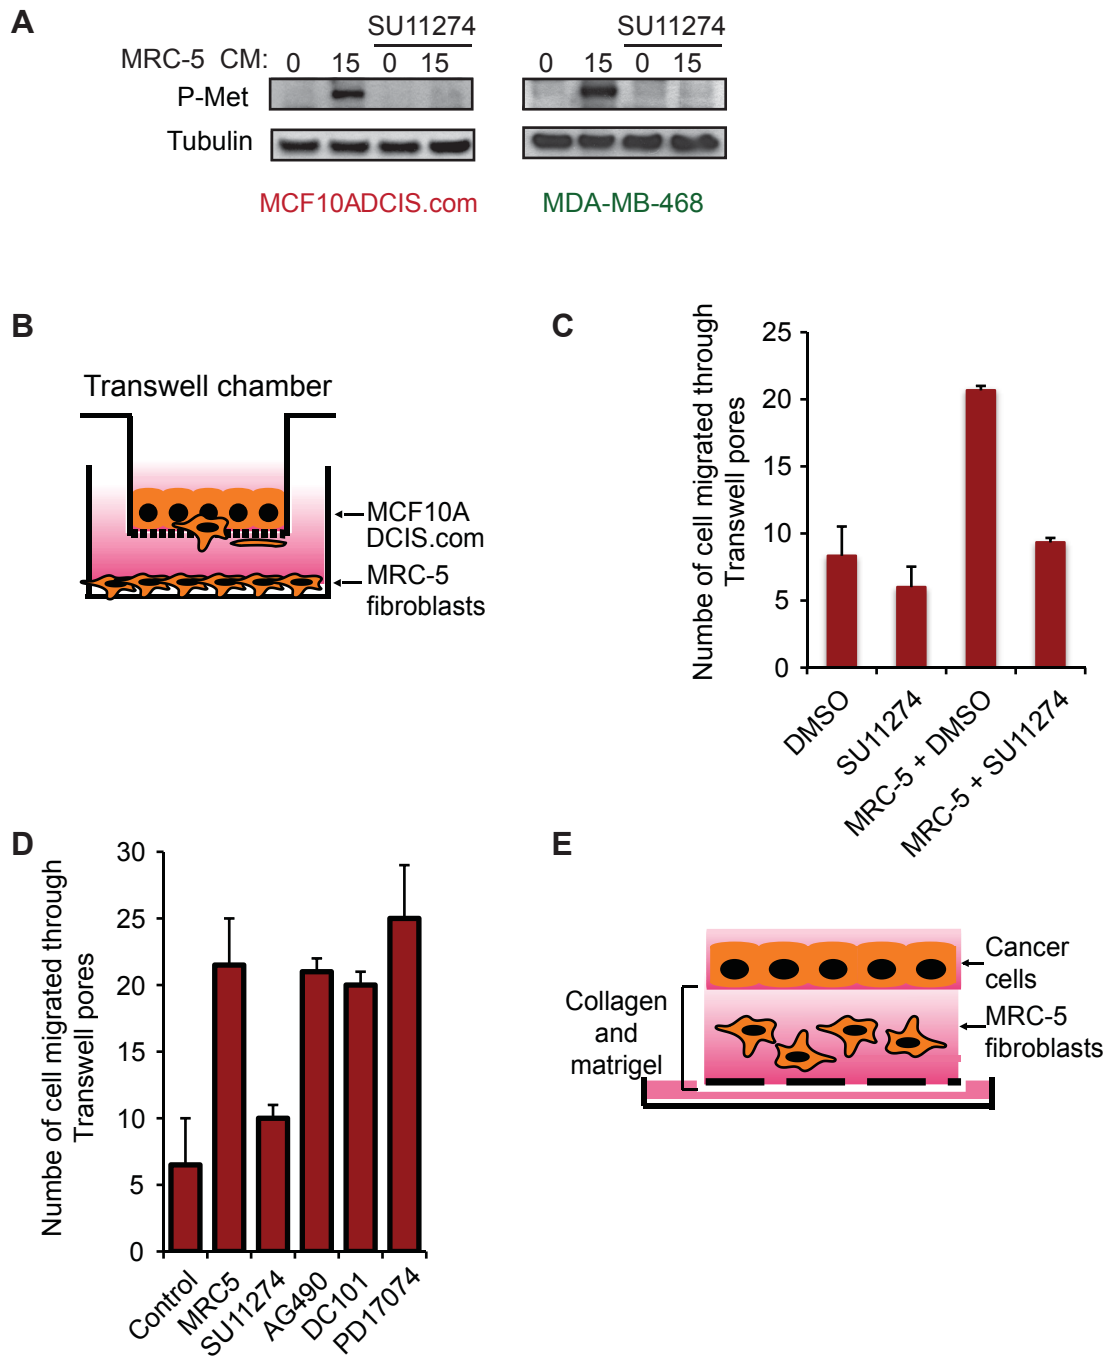 A
SU11274
SU11274
MRC-5 CM: 0 15 0 15
0 15 0 15
P-Met
Tubulin
MCF10ADCIS.com
MDA-MB-468
B
Transwell chamber
MCF10A
DCIS.com
MRC-5
fibroblasts
C
Numbe of cell migrated through
Transwell pores
25
20
15
10
5
0
DMSO
SU11274
MRC-5 + DMSO
MRC-5 + SU11274
D
Numbe of cell migrated through
Transwell pores
30
25
20
15
10
5
0
Control
MRC5
SU11274
AG490
DC101
PD17074
E
Cancer
cells
Collagen
and
matrigel
MRC-5
fibroblasts